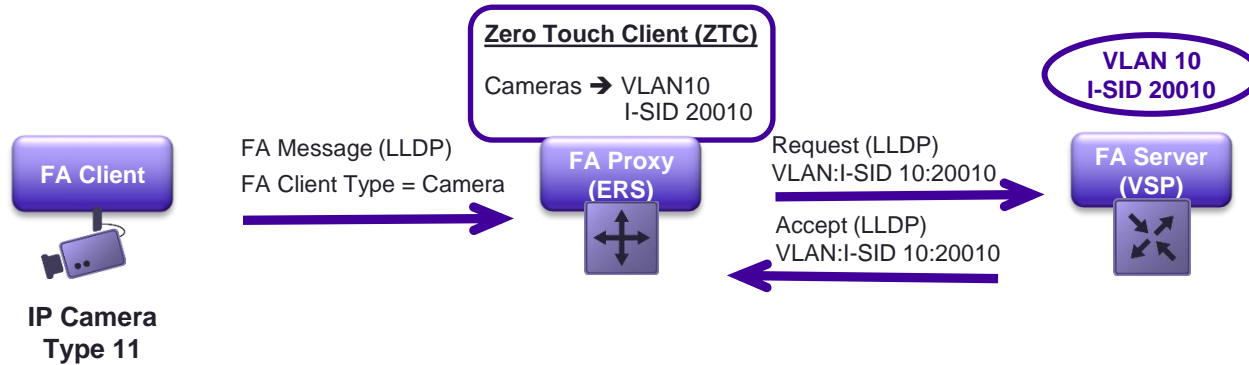 Zero Touch Client (ZTC)
Cameras ➔ VLAN10
I-SID 20010
VLAN 10
I-SID 20010
FA Client
FA Message (LLDP)
FA Client Type = Camera
FA Proxy
(ERS)
Request (LLDP)
VLAN:I-SID 10:20010
Accept (LLDP)
VLAN:I-SID 10:20010
FA Server
(VSP)
IP Camera
Type 11